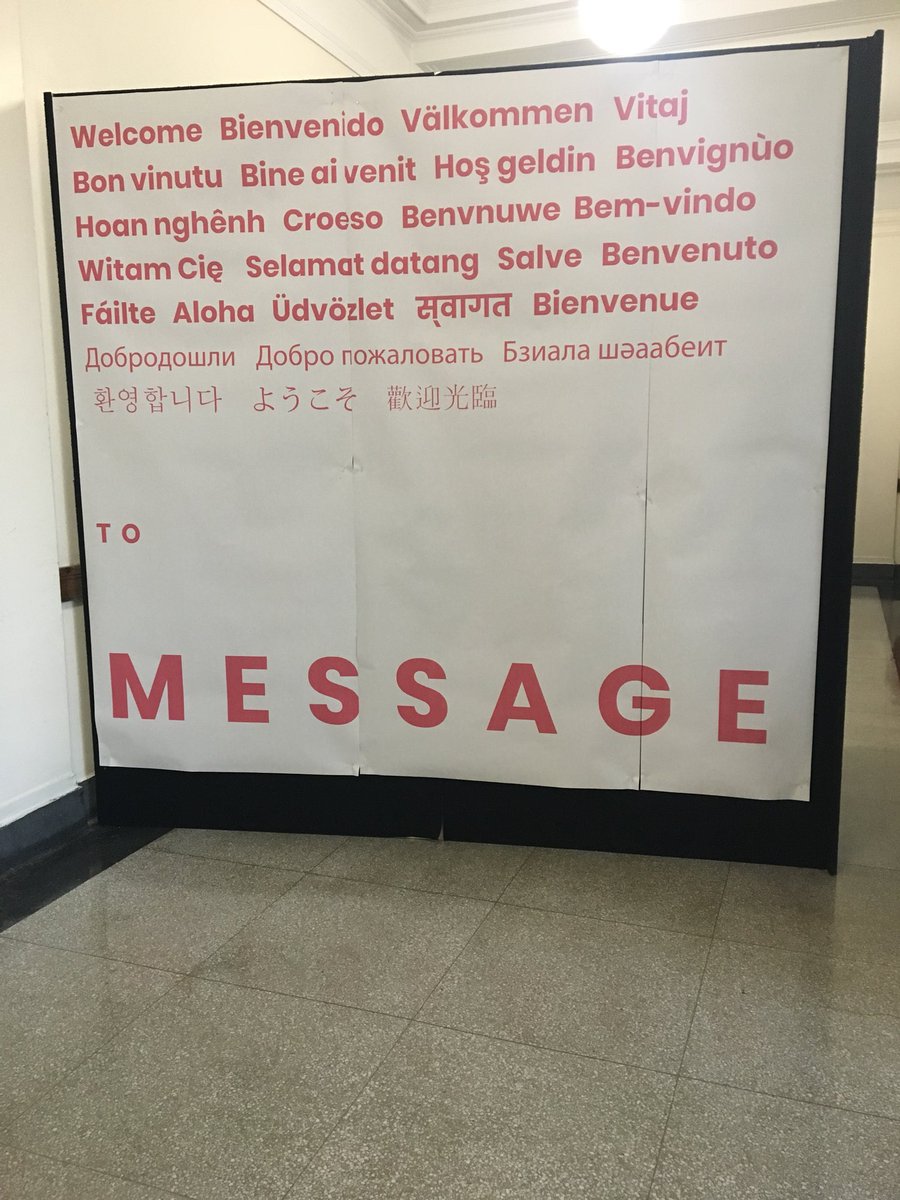 Welcome Bienvenido Välkommen Vitaj
Bon vinutu Bine ai venit Hoş geldin Benvignùo
Hoan nghênh Croeso Benvnuwe Bem-vindo
Witam Cię Selamat datang Salve Benvenuto
Fáilte Aloha Üdvözlet स्‌वागत Bienvenue
Добродошли Добро пожаловать Бзиала шәаабеит
환영합니다 ようこそ 歡迎光臨
TO
MESSAGE